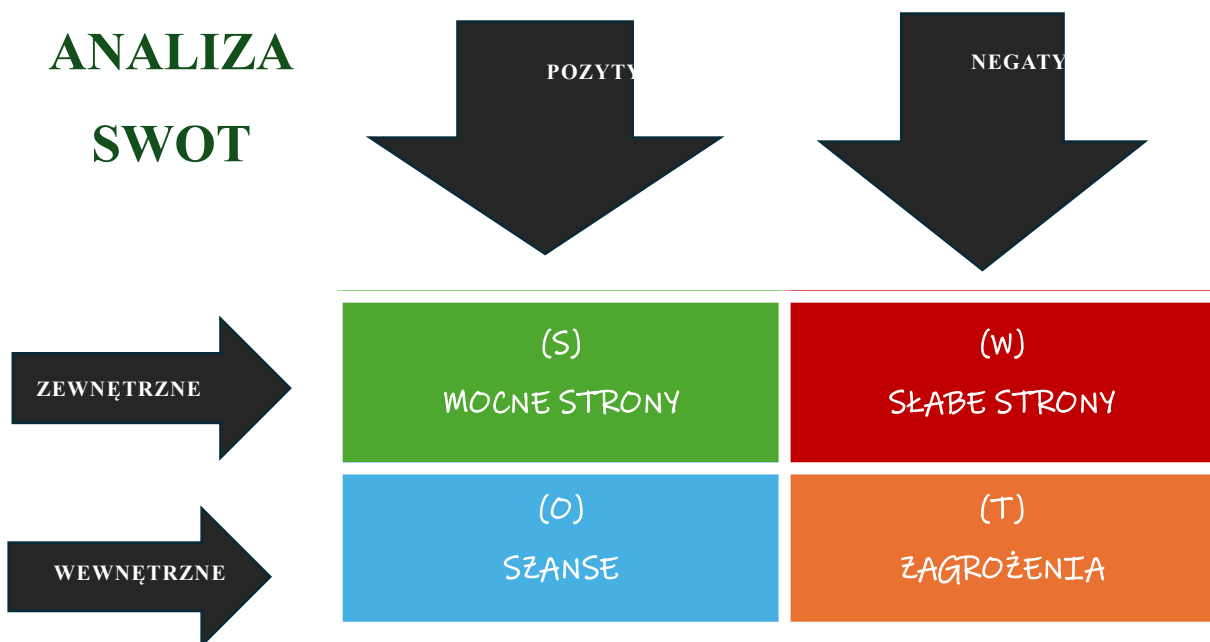 ANALIZA
SWOT
POZYTY
NEGATY
ZEWNĘTRZNE
(S)
MOCNE STRONY
(W)
SŁABE STRONY
WEWNĘTRZNE
(O)
SZANSE
(T)
ZAGROŻENIA